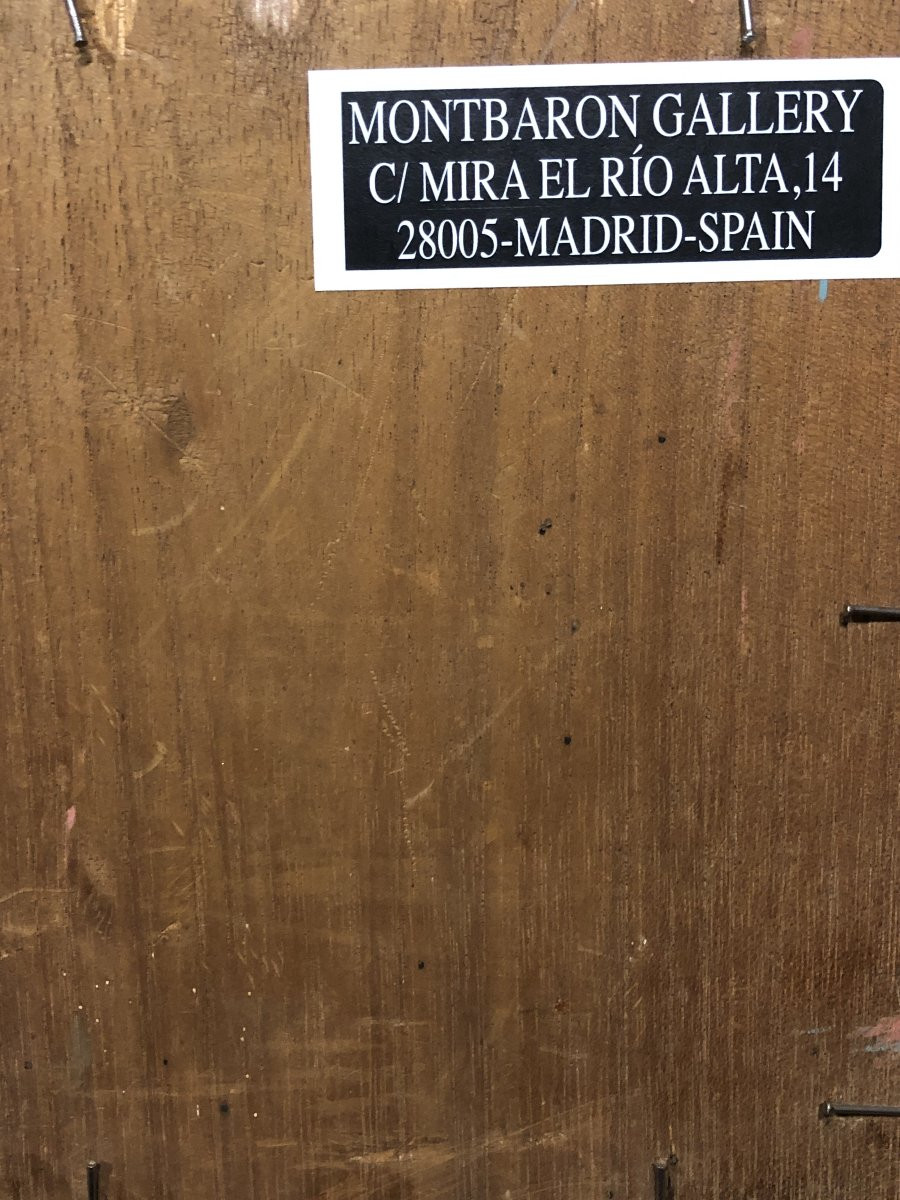 MONTBARON GALLERY
C/ MIRA EL RÍO ALTA,14
28005-MADRID-SPAIN